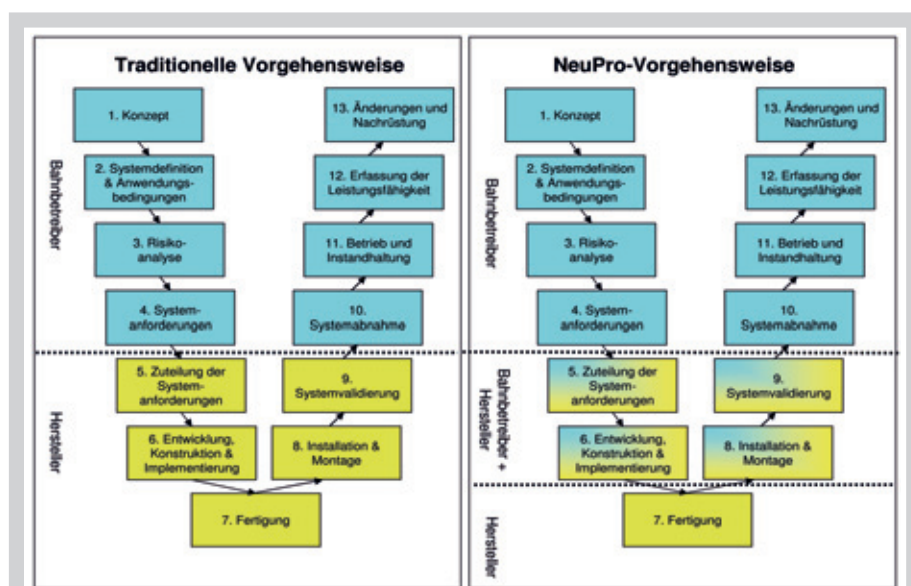 Traditionelle Vorgehensweise
Bahnbetreiber
1. Konzept
2. Systemdefinition
& Anwendungs-
bedingungen
3. Risiko-
analyse
4. System-
anforderungen
Hersteller
5. Zuteilung der
System-
anforderungen
6. Entwicklung,
Konstruktion &
Implementierung
7. Fertigung
8. Installation &
Montage
9.
Systemvalidierung
10.
Systemabnahme
11. Betrieb und
Instandhaltung
12. Erfassung der
Leistungsfähigkeit
13. Änderungen und
Nachrüstung
NeuPro-Vorgehensweise
Bahnbetreiber
1. Konzept
2. Systemdefinition
& Anwendungs-
bedingungen
3. Risiko-
analyse
4. System-
anforderungen
Bahnbetreiber +
Hersteller
5. Zuteilung der
System-
anforderungen
6. Entwicklung,
Konstruktion &
Implementierung
Hersteller
7. Fertigung
8. Installation &
Montage
9.
Systemvalidierung
10.
Systemabnahme
11. Betrieb und
Instandhaltung
12. Erfassung der
Leistungsfähigkeit
13. Änderungen und
Nachrüstung